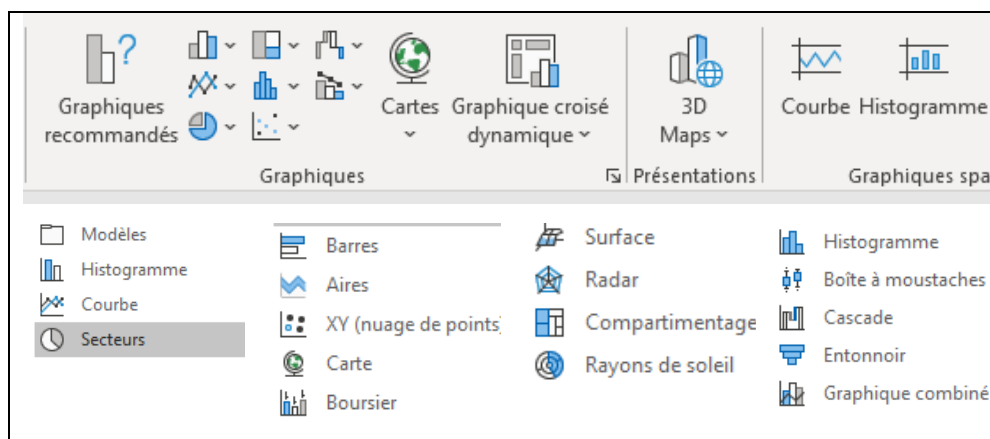 Graphiques
recommandés
Cartes
Graphique croisé
dynamique
3D
Maps
Courbe
Histogramme
Graphiques
Présentations
Graphiques spa
Modèles
Histogramme
Courbe
Secteurs
Barres
Aires
XY (nuage de points)
Carte
Boursier
Surface
Radar
Compartimentage
Rayons de soleil
Histogramme
Boîte à moustaches
Cascade
Entonnoir
Graphique combiné